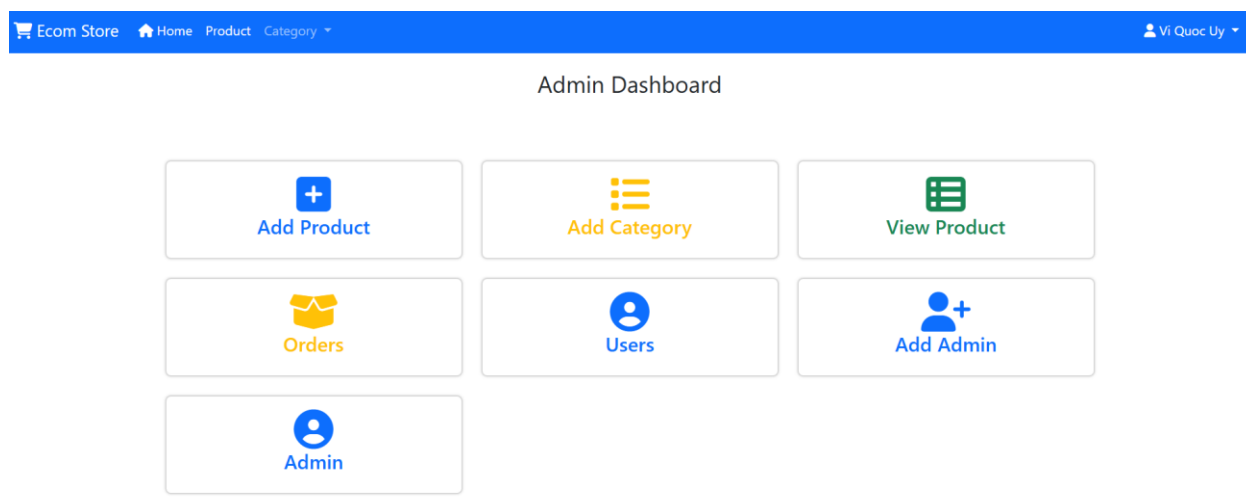 Ecom Store Home Product Category Vi Quoc Uy
Admin Dashboard
Add Product Add Category View Product
Orders Users Add Admin
Admin